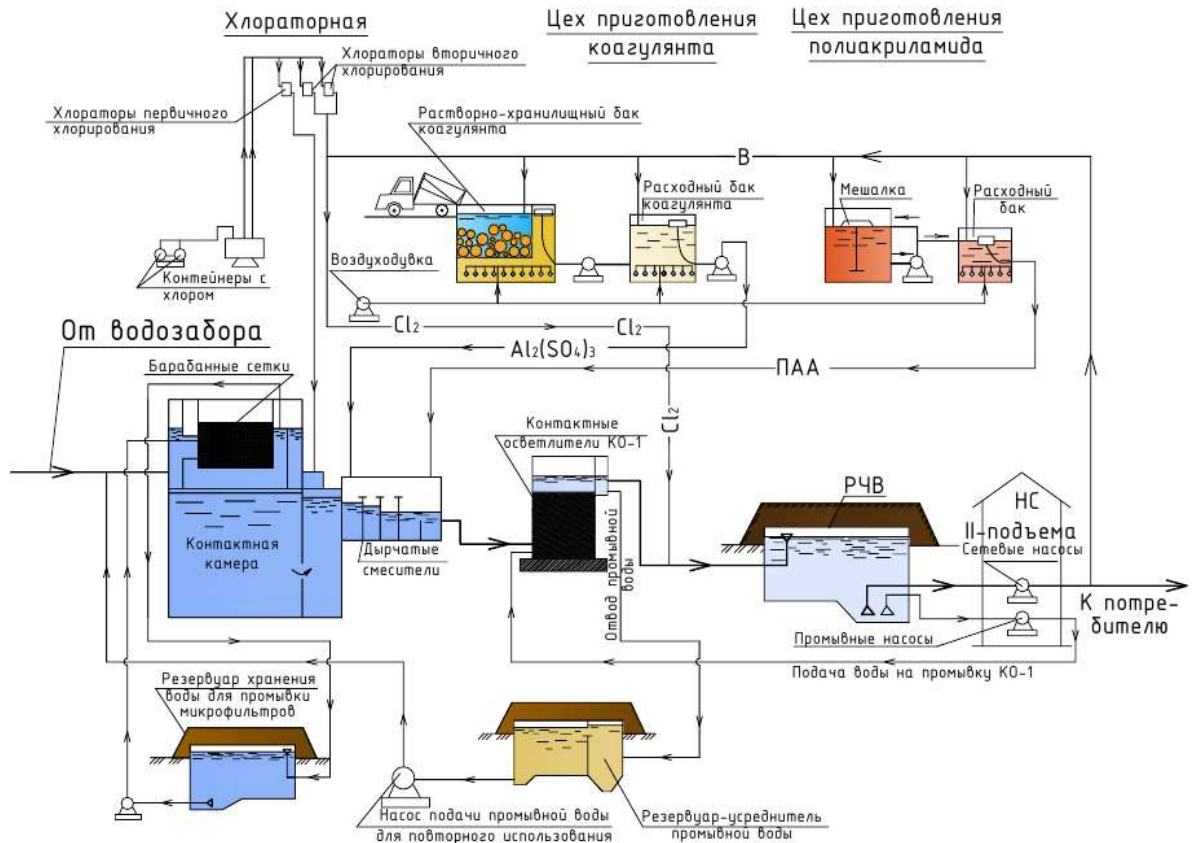 Хлораторная
Цех приготовления
коагулянта
Цех приготовления
полиакриламида
Хлораторы вторичного
хлорирования
Хлораторы первичного
хлорирования
Растворно-хранилищный бак
коагулянта
В
Расходный бак
коагулянта
Мешалка
Расходный
бак
Воздуходувка
Контейнеры с
хлором
От водозабора
Cl₂
Cl₂
Al₂(SO₄)₃
ПАА
Барабанные сетки
Cl₂
Контактные
осветлители КО-1
РЧВ
НС
II-подъема
Сетевые насосы
Контактная
камера
Дырчатые
смесители
Отвод промывной
воды
К потре-
бителю
Промывные насосы
Подача воды на промывку КО-1
Резервуар хранения
воды для промывки
микрофильтров
Насос подачи промывной воды
для повторного использования
Резервуар-усреднитель
промывной воды